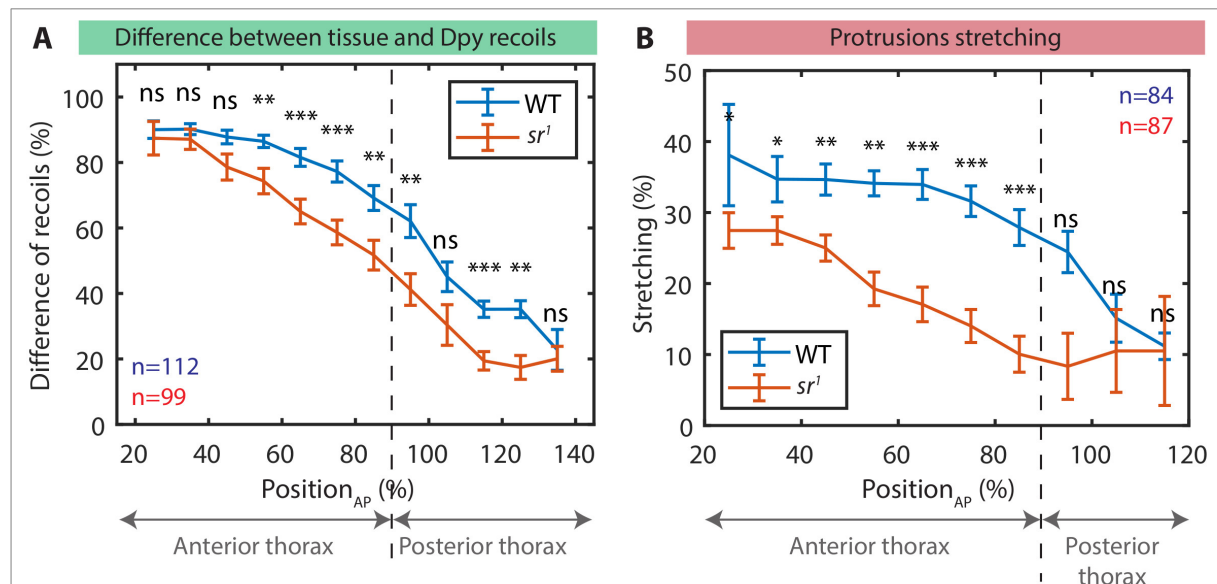 A Difference between tissue and Dpy recoils
Difference of recoils (%)
100
80
60
40
20
0
ns ns ns ** *** *** ** ** ns *** ** ns
WT
sr¹
n=112
n=99
20 40 60 80 100 120 140
Position_AP (%)
Anterior thorax Posterior thorax
B Protrusions stretching
Stretching (%)
50
40
30
20
10
0
* * ** ** *** *** *** ns ns ns
n=84
n=87
WT
sr¹
20 40 60 80 100 120
Position_AP (%)
Anterior thorax Posterior
thorax